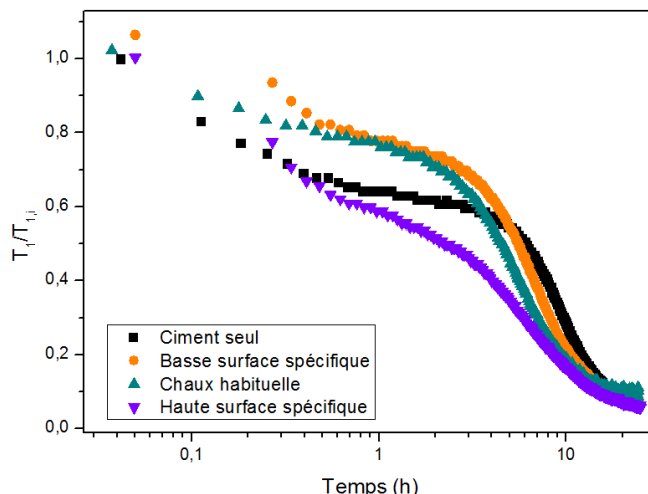 1,0
0,8
0,6
0,4
0,2
0,0
T1/T1,i
Ciment seul
Basse surface spécifique
Chaux habituelle
Haute surface spécifique
0,1
1
10
Temps (h)